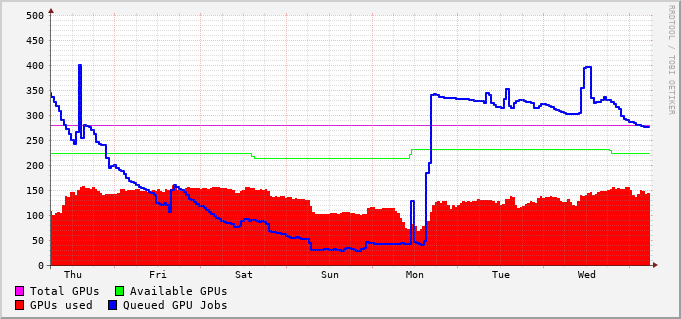 RRDTOOL / TOBI OETIKER
500
450
400
350
300
250
200
150
100
50
0
Thu Fri Sat Sun Mon Tue Wed
Total GPUs Available GPUs
GPUs used Queued GPU Jobs